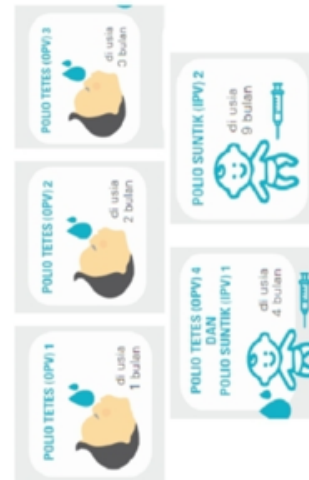 POLIO TETES (OPV) 1
di usia
1 bulan
POLIO TETES (OPV) 2
di usia
2 bulan
POLIO TETES (OPV) 3
di usia
C bulan
POLIO TETES (OPV) 4
DAN
POLIO SUNTIK (IPV) 1
di usia
4 bulan
POLIO SUNTIK (IPV) 2
di usia
9 bulan